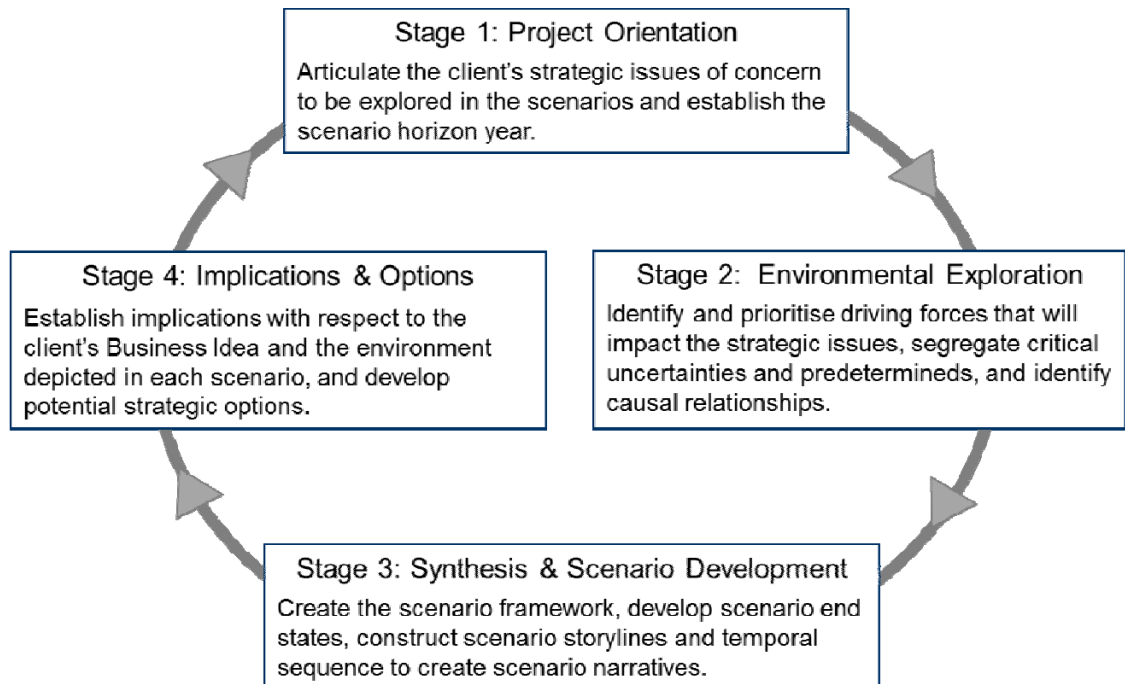 Stage 1: Project Orientation
Articulate the client's strategic issues of concern
to be explored in the scenarios and establish the
scenario horizon year.
Stage 2: Environmental Exploration
Identify and prioritise driving forces that will
impact the strategic issues, segregate critical
uncertainties and predetermineds, and identify
causal relationships.
Stage 3: Synthesis & Scenario Development
Create the scenario framework, develop scenario end
states, construct scenario storylines and temporal
sequence to create scenario narratives.
Stage 4: Implications & Options
Establish implications with respect to the
client's Business Idea and the environment
depicted in each scenario, and develop
potential strategic options.